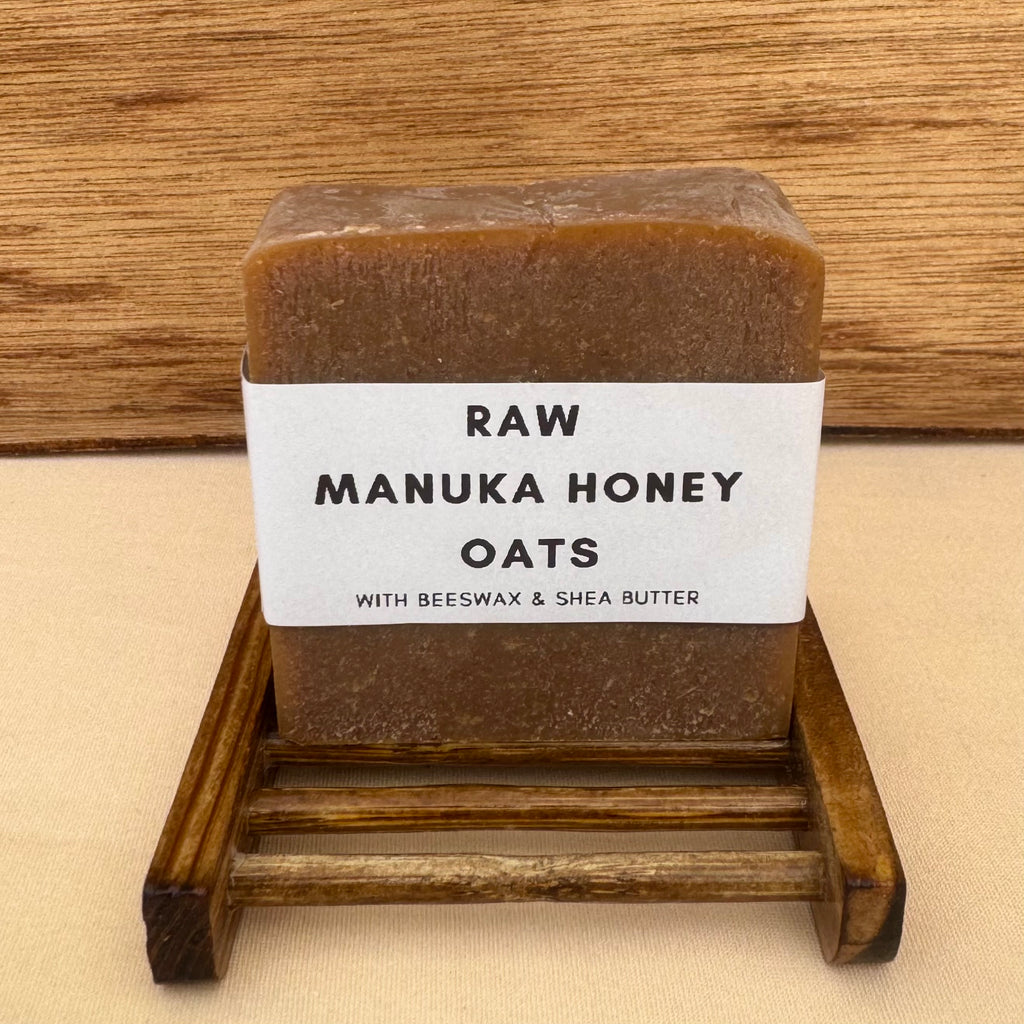 RAW
MANUKA HONEY
OATS
WITH BEESWAX & SHEA BUTTER